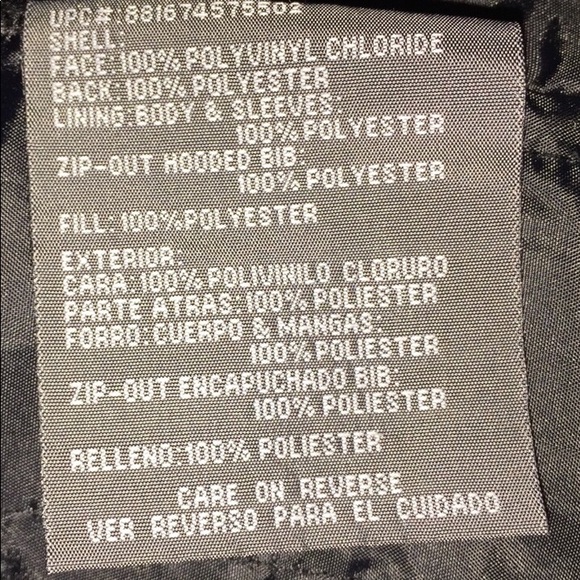 UPC#:881674575502
SHELL:
FACE:100% POLYVINYL CHLORIDE
BACK:100% POLYESTER
LINING:BODY & SLEEVES:
100% POLYESTER
ZIP-OUT HOODED BIB:
100% POLYESTER
FILL:100%POLYESTER
EXTERIOR:
CARA:100% POLIVINILO CLORURO
PARTE ATRAS:100% POLIESTER
FORRO:CUERPO & MANGAS:
100% POLIESTER
ZIP-OUT ENCAPUCHADO BIB:
100% POLIESTER
RELLENO:100% POLIESTER
CARE ON REVERSE
VER REVERSO PARA EL CUIDADO